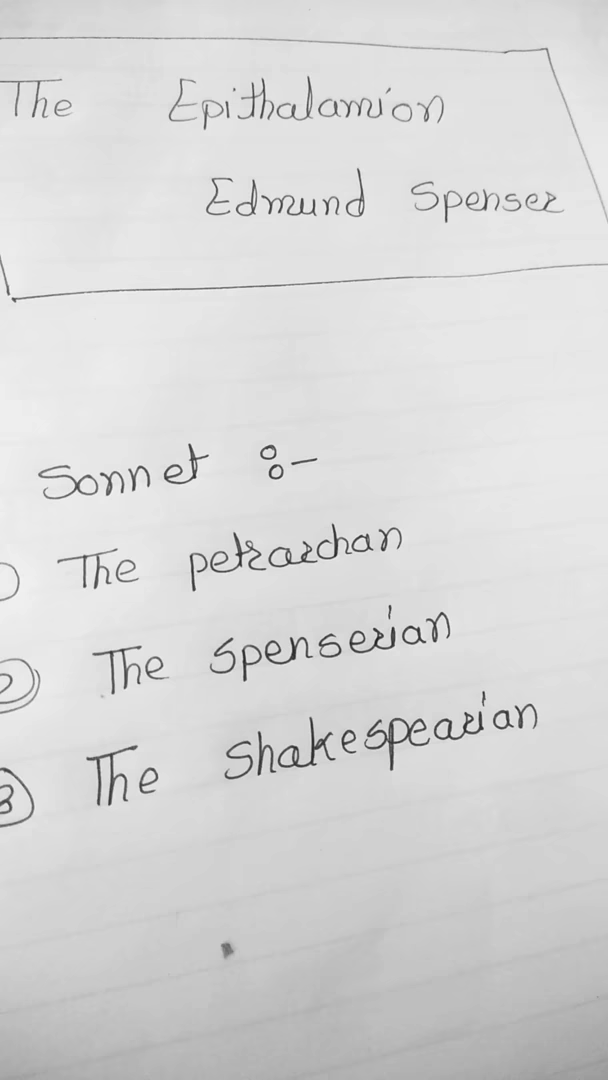 The Epithalamion
Edmund Spenser
Sonnet :-
The petrarchan
② The Spenserian
③ The Shakespearian